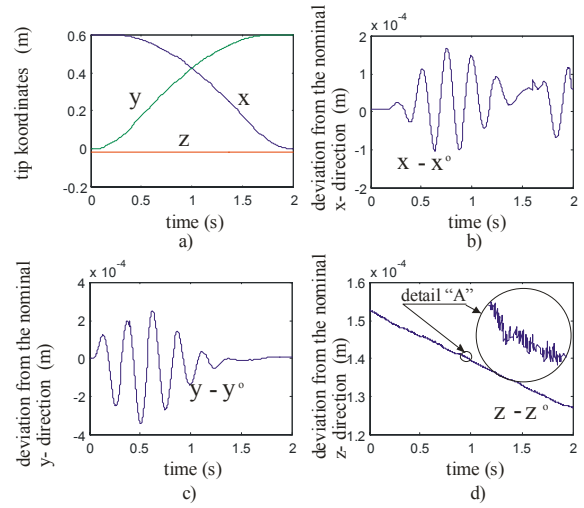 tip koordinates (m)
0.6
0.4
0.2
0
-0.2
y
x
z
0 0.5 1 1.5 2
time (s)
a)
deviation from the nominal
x- direction (m)
x 10⁻⁴
2
1
0
-1
-2
x - x°
0 0.5 1 1.5 2
time (s)
b)
deviation from the nominal
y- direction (m)
x 10⁻⁴
4
2
0
-2
-4
y - y°
0 0.5 1 1.5 2
time (s)
c)
deviation from the nominal
z- direction (m)
x 10⁻⁴
1.6
1.5
1.4
1.3
1.2
detail “A”
z - z°
0 0.5 1 1.5 2
time (s)
d)